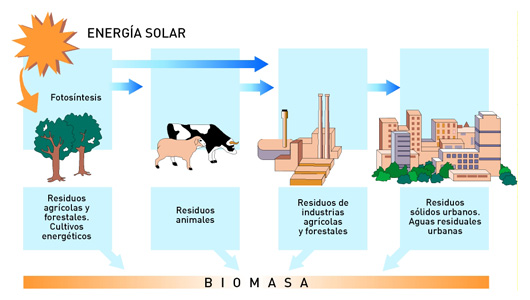 ENERGÍA SOLAR
Fotosíntesis
Residuos
agrícolas y
forestales.
Cultivos
energéticos
Residuos
animales
Residuos de
industrias
agrícolas
y forestales
Residuos
sólidos urbanos.
Aguas residuales
urbanas
BIOMASA